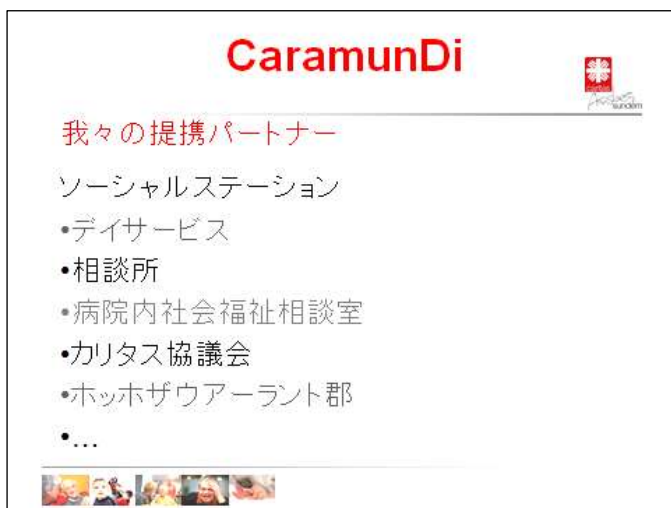 CaramunDi
caritas
sundern
我々の提携パートナー
ソーシャルステーション
•デイサービス
•相談所
•病院内社会福祉相談室
•カリタス協議会
•ホッホザウアーラント郡
•...